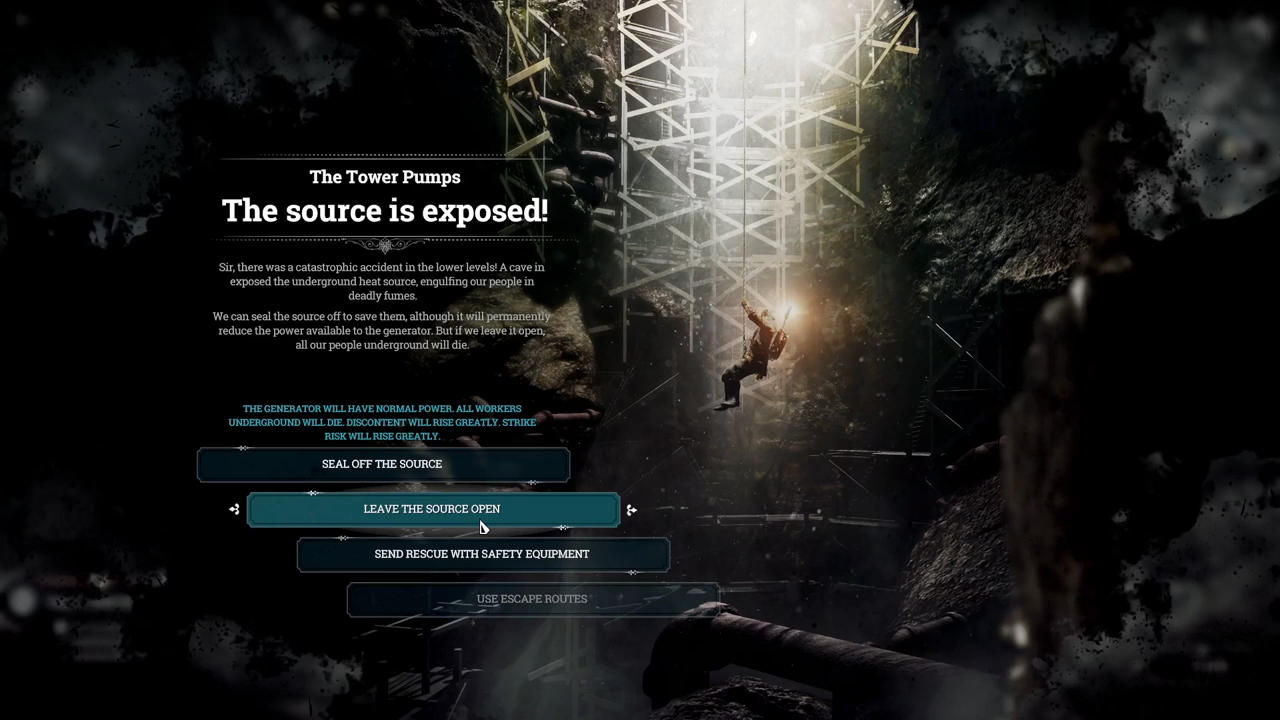 The Tower Pumps
The source is exposed!
Sir, there was a catastrophic accident in the lower levels! A cave in
exposed the underground heat source, engulfing our people in
deadly fumes.
We can seal the source off to save them, although it will permanently
reduce the power available to the generator. But if we leave it open,
all our people underground will die.
THE GENERATOR WILL HAVE NORMAL POWER. ALL WORKERS
UNDERGROUND WILL DIE. DISCONTENT WILL RISE GREATLY. STRIKE
RISK WILL RISE GREATLY.
SEAL OFF THE SOURCE
LEAVE THE SOURCE OPEN
SEND RESCUE WITH SAFETY EQUIPMENT
USE ESCAPE ROUTES